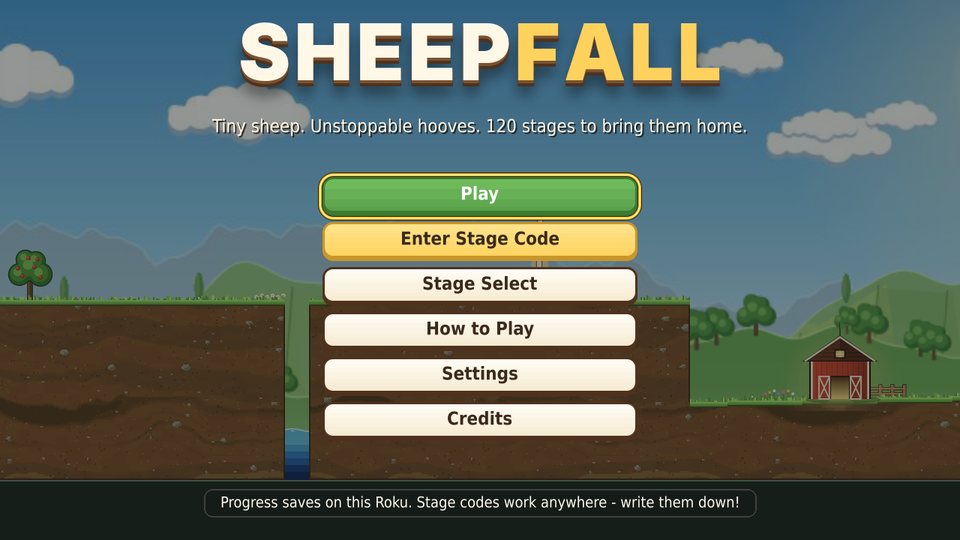 SHEEPFALL
Tiny sheep. Unstoppable hooves. 120 stages to bring them home.
Play
Enter Stage Code
Stage Select
How to Play
Settings
Credits
Progress saves on this Roku. Stage codes work anywhere - write them down!